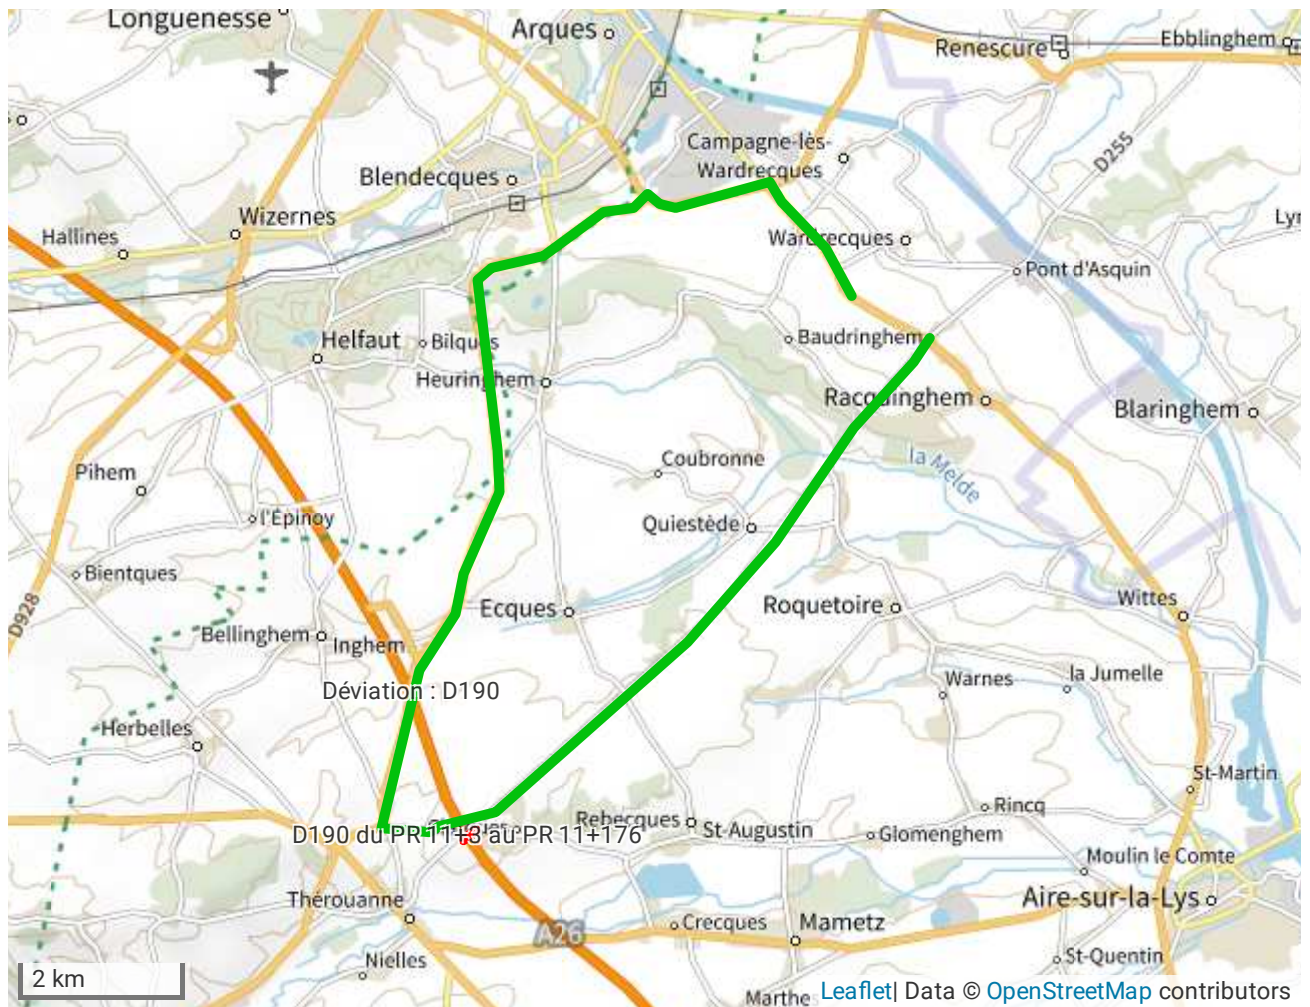 Longuenesse
Arques
Renescure
Ebblinghem
Campagne-lès-
Wardrecques
D255
Blendecques
Wizernes
Hallines
Wardrecques
Pont d'Asquin
Helfaut
Bilques
Baudringhem
Heuringhem
Racquinghem
Blaringhem
la Melde
Coubronne
Pihem
l'Épinoy
Quiestède
Bientques
D928
Ecques
Roquetoire
Wittes
Bellinghem
Inghem
Déviation : D190
Warnes
la Jumelle
Herbelles
St-Martin
Rincq
Rebecques
St-Augustin
Glomenghem
D190 du PR 11+3 au PR 11+176
Moulin le Comte
Thérouanne
Aire-sur-la-Lys
Crecques
Mametz
A26
Nielles
St-Quentin
2 km
Marthe
Leaflet| Data © OpenStreetMap contributors